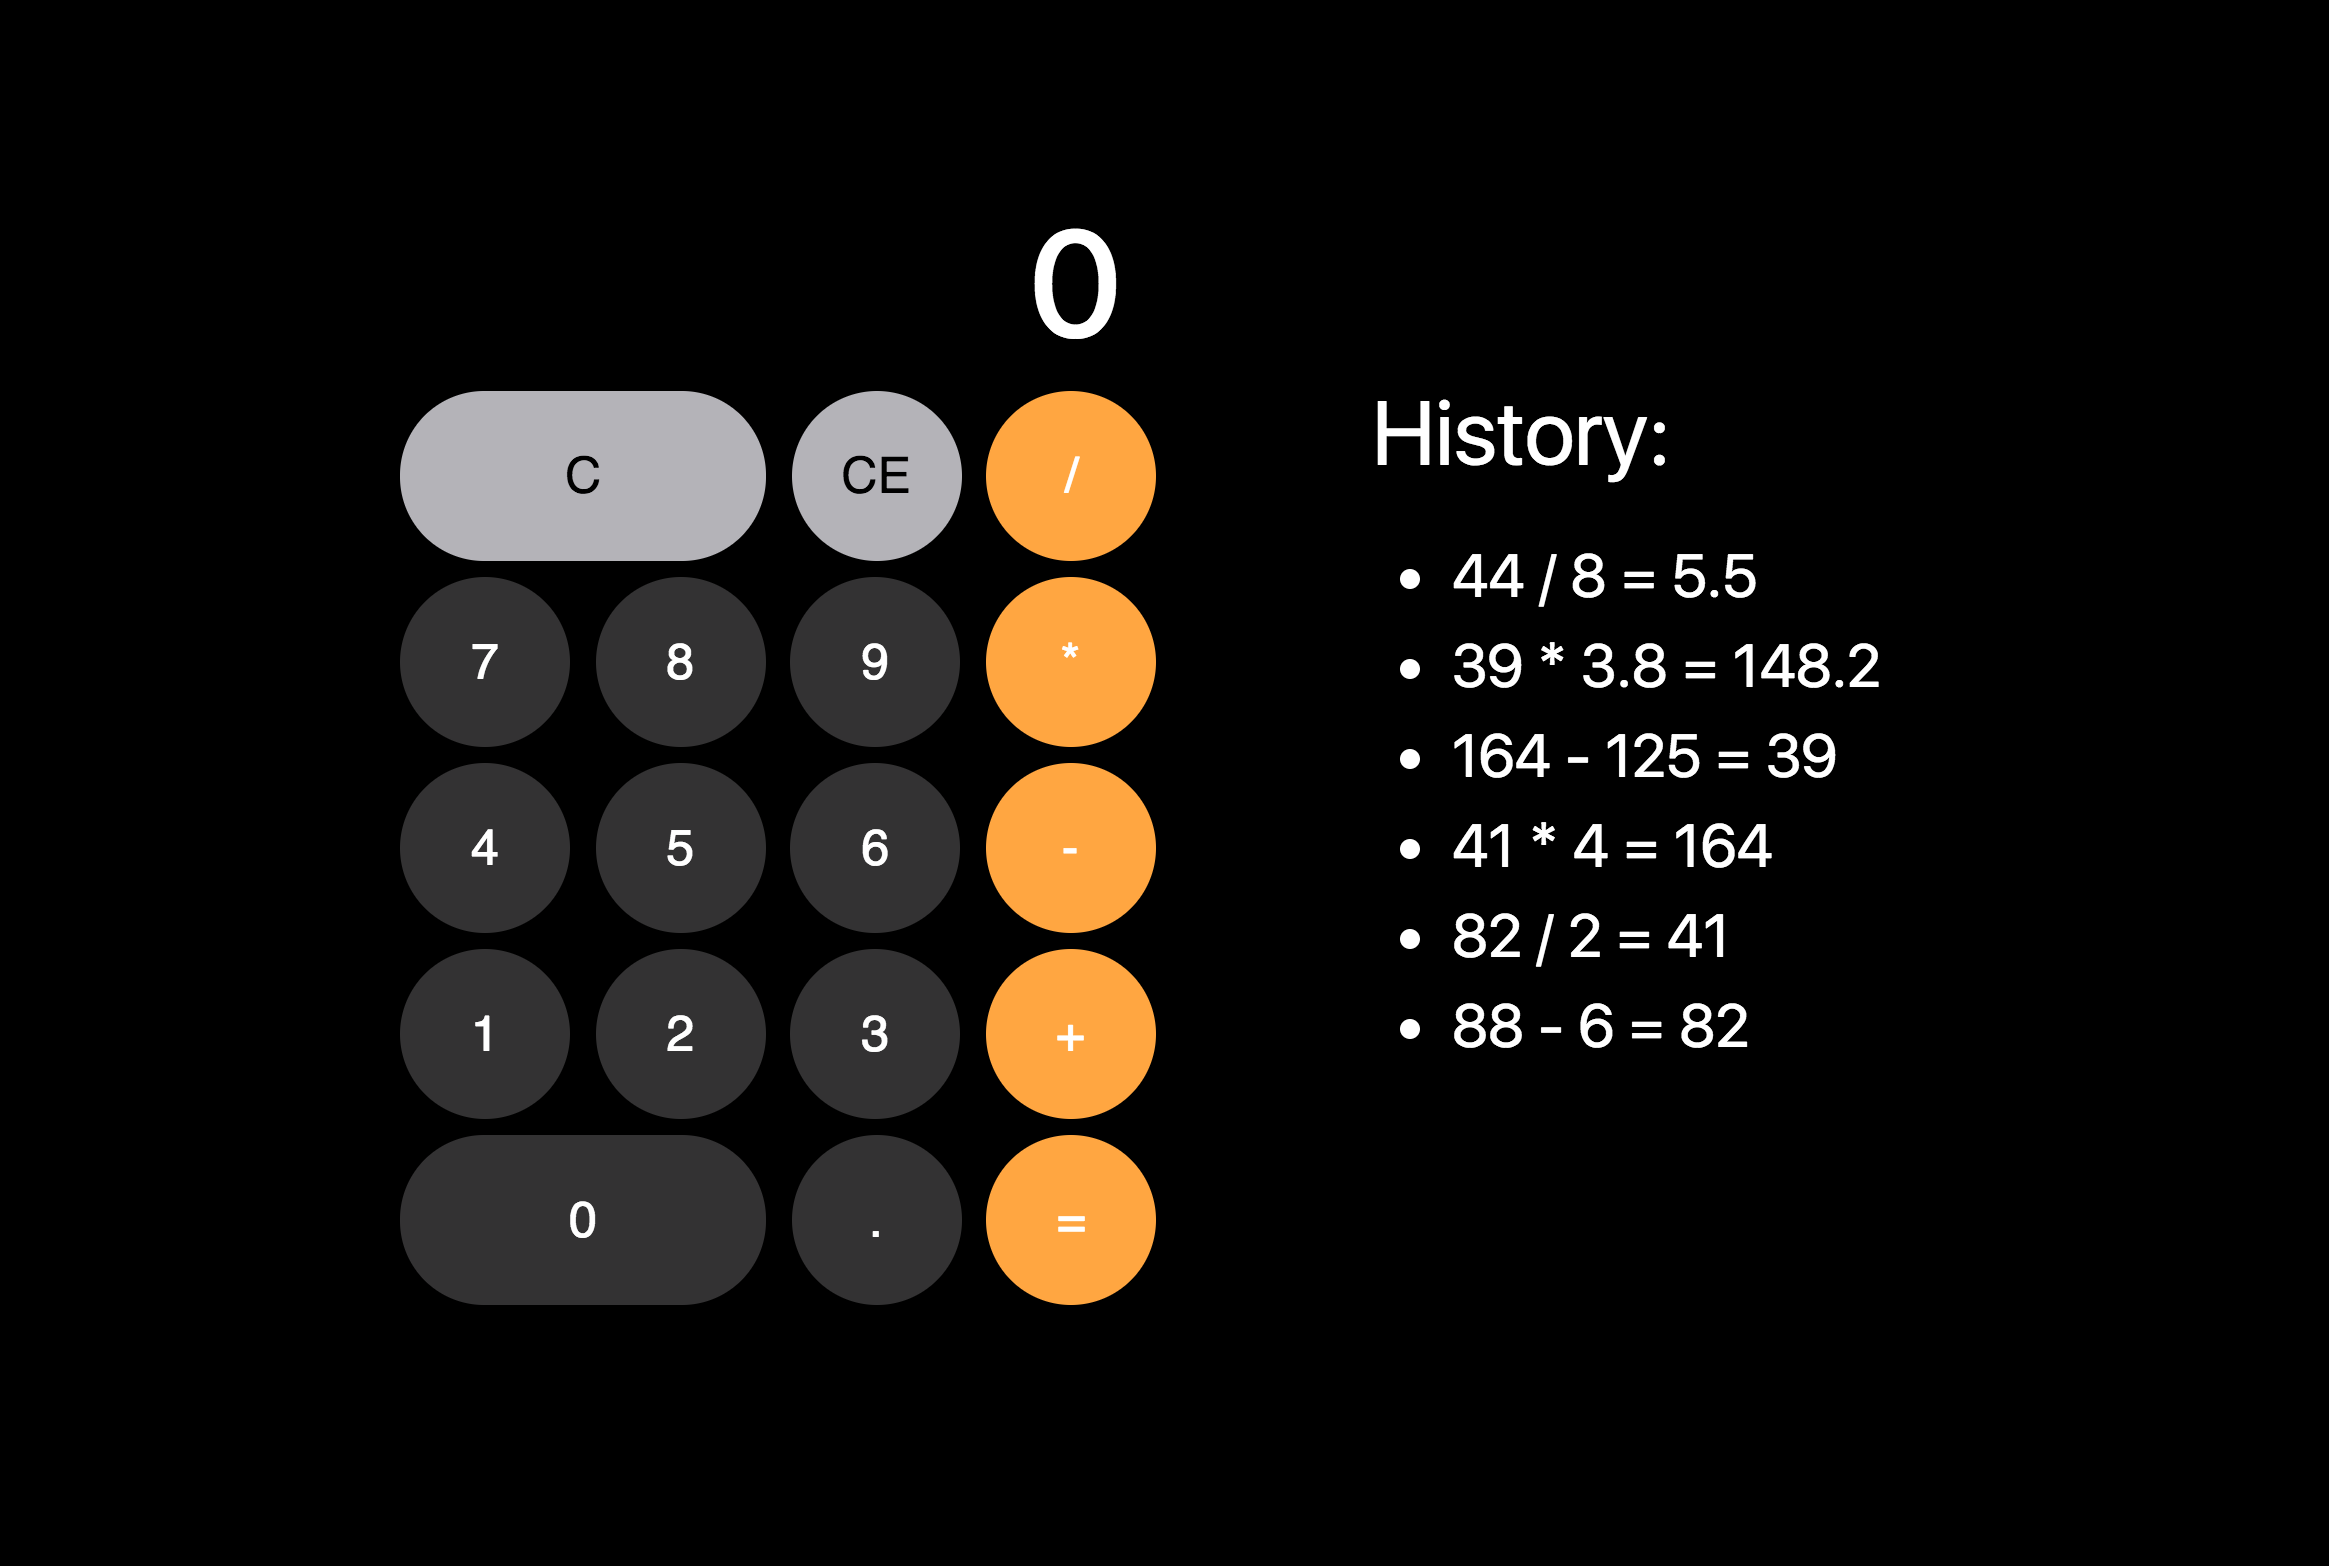 0
C CE /
7 8 9 *
4 5 6 -
1 2 3 +
0 . =
History:
• 44 / 8 = 5.5
• 39 * 3.8 = 148.2
• 164 - 125 = 39
• 41 * 4 = 164
• 82 / 2 = 41
• 88 - 6 = 82